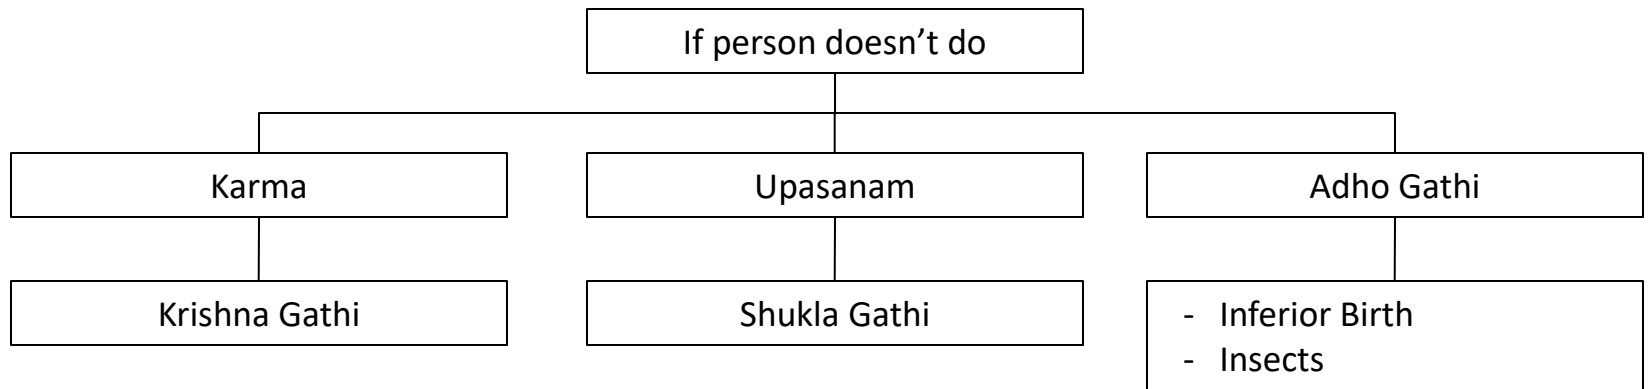 If person doesn’t do
Karma
Upasanam
Adho Gathi
Krishna Gathi
Shukla Gathi
- Inferior Birth
- Insects